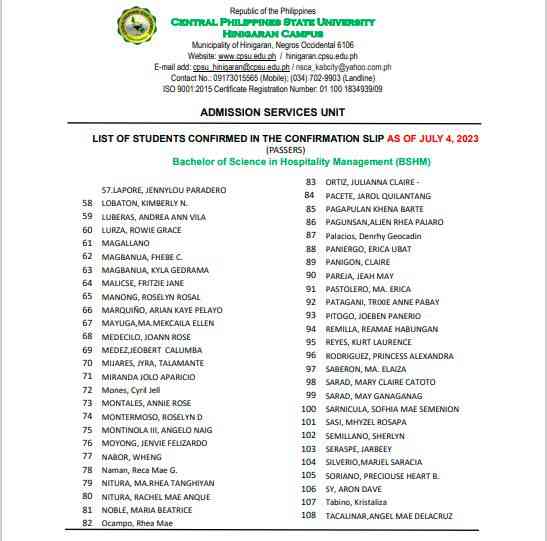 Republic of the Philippines
CENTRAL PHILIPPINES STATE UNIVERSITY
HINIGARAN CAMPUS
Municipality of Hinigaran, Negros Occidental 6106
Website: www.cpsu.edu.ph / hinigaran.cpsu.edu.ph
E-mail add: cpsu_hinigaran@cpsu.edu.ph / nsca_kabcity@yahoo.com.ph
Contact No.: 09173015565 (Mobile); (034) 702-9903 (Landline)
ISO 9001:2015 Certificate Registration Number: 01 100 1834939/09
ADMISSION SERVICES UNIT
LIST OF STUDENTS CONFIRMED IN THE CONFIRMATION SLIP AS OF JULY 4, 2023
(PASSERS)
Bachelor of Science in Hospitality Management (BSHM)
57.LAPORE, JENNYLOU PARADERO
58 LOBATON, KIMBERLY N.
59 LUBERAS, ANDREA ANN VILA
60 LURZA, ROWIE GRACE
61 MAGALLANO
62 MAGBANUA, FHEBE C.
63 MAGBANUA, KYLA GEDRAMA
64 MALICSE, FRITZIE JANE
65 MANONG, ROSELYN ROSAL
66 MARQUIÑO, ARIAN KAYE PELAYO
67 MAYUGA,MA.MEKCAILA ELLEN
68 MEDECILO, JOANN ROSE
69 MEDEZ,JEOBERT CALUMBA
70 MIJARES, JYRA, TALAMANTE
71 MIRANDA JOLO APARICIO
72 Mones, Cyril Jell
73 MONTALES, ANNIE ROSE
74 MONTERMOSO, ROSELYN D
75 MONTINOLA III, ANGELO NAIG
76 MOYONG, JENVIE FELIZARDO
77 NABOR, WHENG
78 Naman, Reca Mae G.
79 NITURA, MA.RHEA TANGHIYAN
80 NITURA, RACHEL MAE ANQUE
81 NOBLE, MARIA BEATRICE
82 Ocampo, Rhea Mae
83 ORTIZ, JULIANNA CLAIRE -
84 PACETE, JAROL QUILANTANG
85 PAGAPULAN KHENA BARTE
86 PAGUNSAN,ALJEN RHEA PAJARO
87 Palacios, Denrhy Geocadin
88 PANIERGO, ERICA UBAT
89 PANIGON, CLAIRE
90 PAREJA, JEAH MAY
91 PASTOLERO, MA. ERICA
92 PATAGANI, TRIXIE ANNE PABAY
93 PITOGO, JOEBEN PANERIO
94 REMILLA, REAMAE HABUNGAN
95 REYES, KURT LAURENCE
96 RODRIGUEZ, PRINCESS ALEXANDRA
97 SABERON, MA. ELAIZA
98 SARAD, MARY CLAIRE CATOTO
99 SARAD, MAY GANAGANAG
100 SARNICULA, SOFHIA MAE SEMENION
101 SASI, MHYZEL ROSAPA
102 SEMILLANO, SHERLYN
103 SERASPE, JARBEEY
104 SILVERIO,MARJEL SARACIA
105 SORIANO, PRECIOUSE HEART B.
106 SY, ARON DAVE
107 Tabino, Kristaliza
108 TACALINAR,ANGEL MAE DELACRUZ